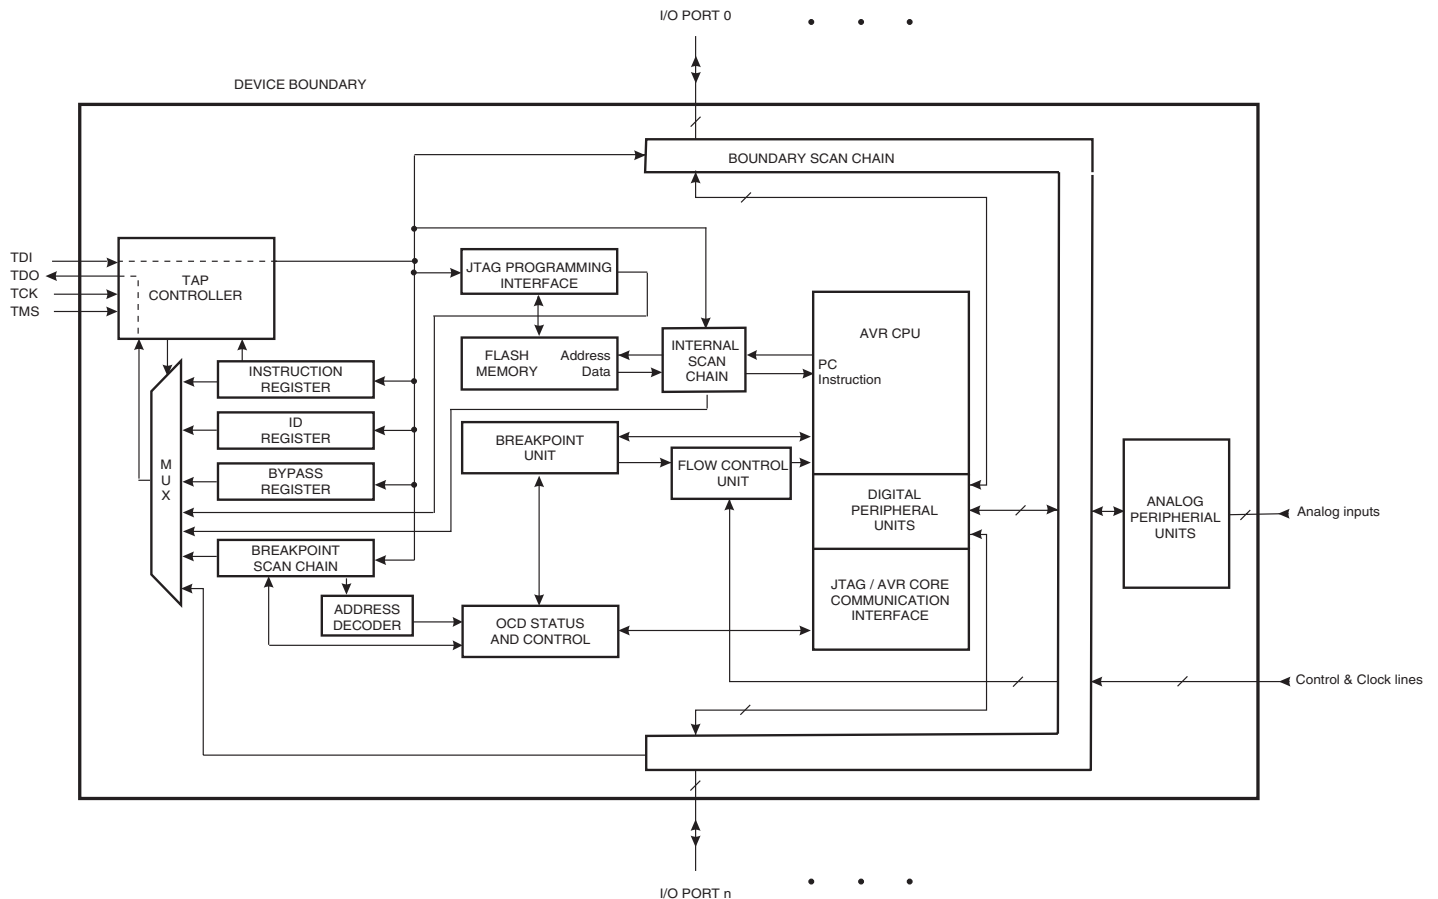 I/O PORT 0
DEVICE BOUNDARY
BOUNDARY SCAN CHAIN
TDI
TDO
TCK
TMS
TAP
CONTROLLER
JTAG PROGRAMMING
INTERFACE
AVR CPU
FLASH
MEMORY
Address
Data
INTERNAL
SCAN
CHAIN
PC
Instruction
INSTRUCTION
REGISTER
ID
REGISTER
M
U
X
BYPASS
REGISTER
BREAKPOINT
UNIT
FLOW CONTROL
UNIT
DIGITAL
PERIPHERAL
UNITS
ANALOG
PERIPHERIAL
UNITS
Analog inputs
BREAKPOINT
SCAN CHAIN
ADDRESS
DECODER
OCD STATUS
AND CONTROL
JTAG / AVR CORE
COMMUNICATION
INTERFACE
Control & Clock lines
I/O PORT n